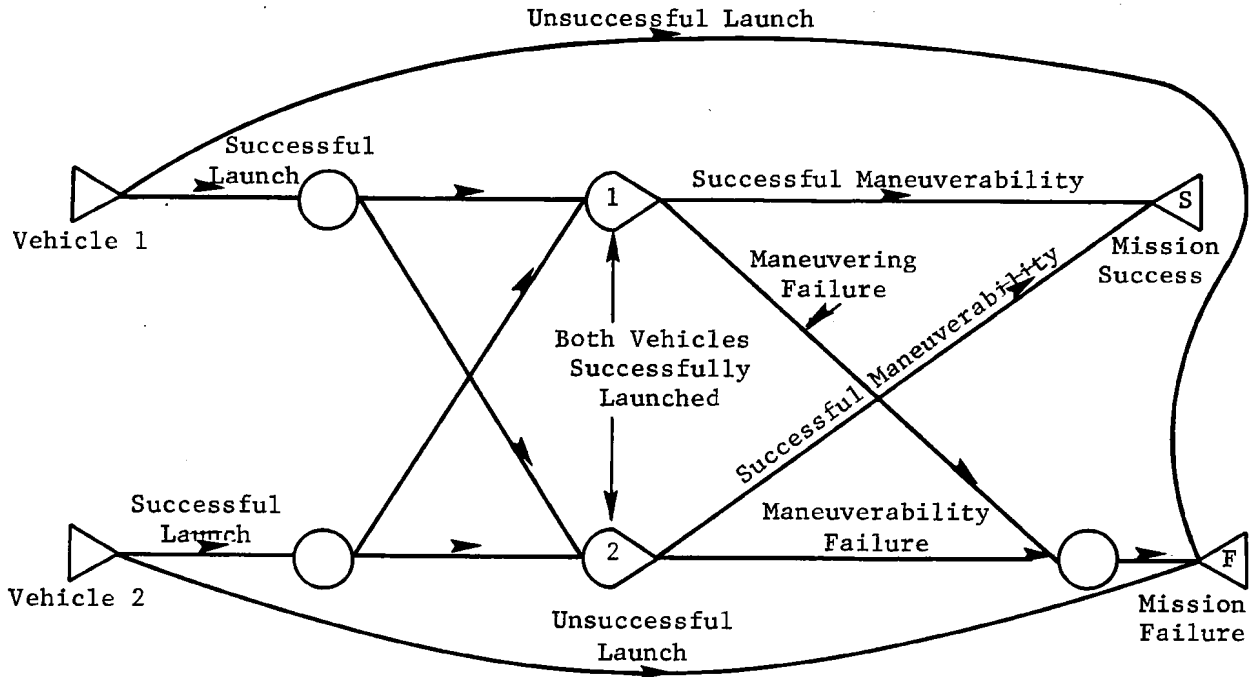 Unsuccessful Launch
Successful
Launch
Vehicle 1
1
Successful Maneuverability
S
Mission
Success
Maneuvering
Failure
Both Vehicles
Successfully
Launched
Successful Maneuverability
Successful
Launch
Vehicle 2
2
Maneuverability
Failure
F
Mission
Failure
Unsuccessful
Launch